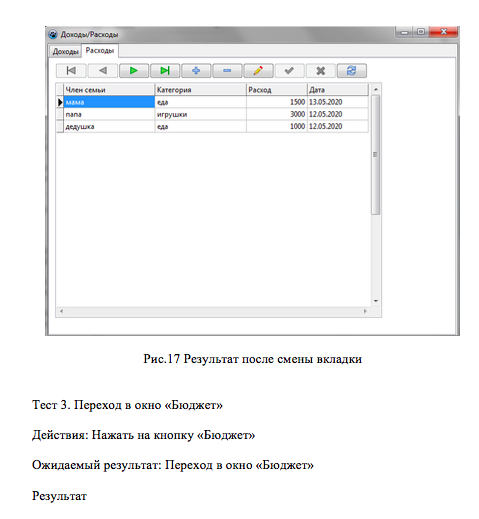 Доходы/Расходы
Доходы Расходы
Член семьи Категория Расход Дата
мама еда 1500 13.05.2020
папа игрушки 3000 12.05.2020
дедушка еда 1000 12.05.2020
Рис.17 Результат после смены вкладки
Тест 3. Переход в окно «Бюджет»
Действия: Нажать на кнопку «Бюджет»
Ожидаемый результат: Переход в окно «Бюджет»
Результат